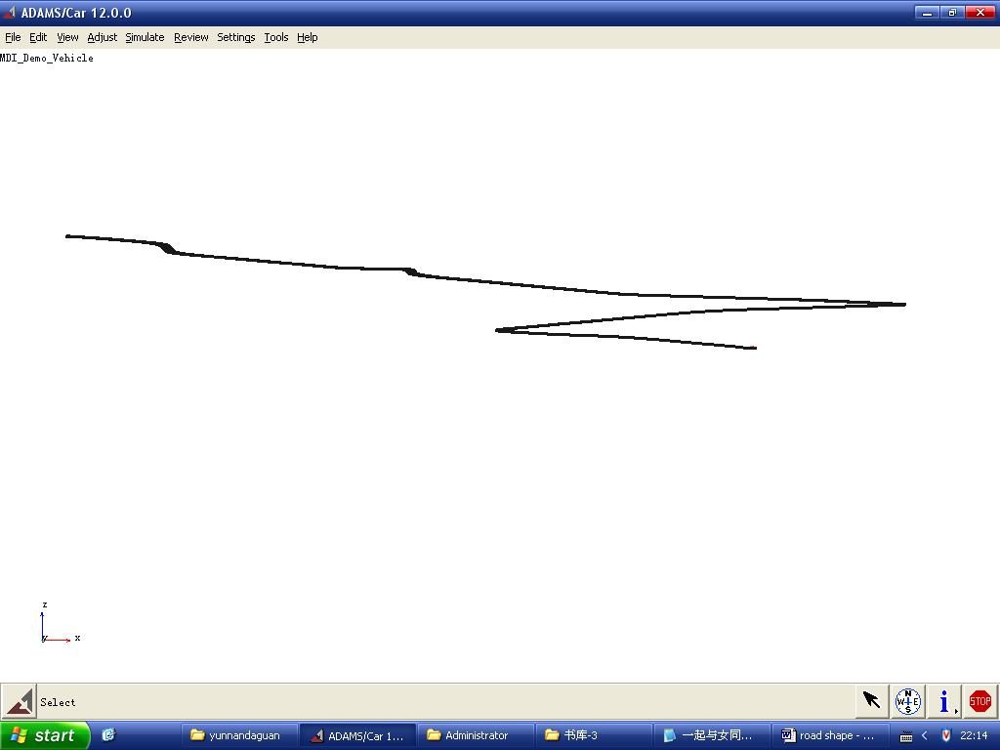 ADAMS/Car 12.0.0
File Edit View Adjust Simulate Review Settings Tools Help
MDI_Demo_Vehicle
z
y x
Select
N
W E
S
i
STOP
start yunnandaguan ADAMS/Car 1... Administrator 书库-3 一起与女同... road shape - ... 22:14